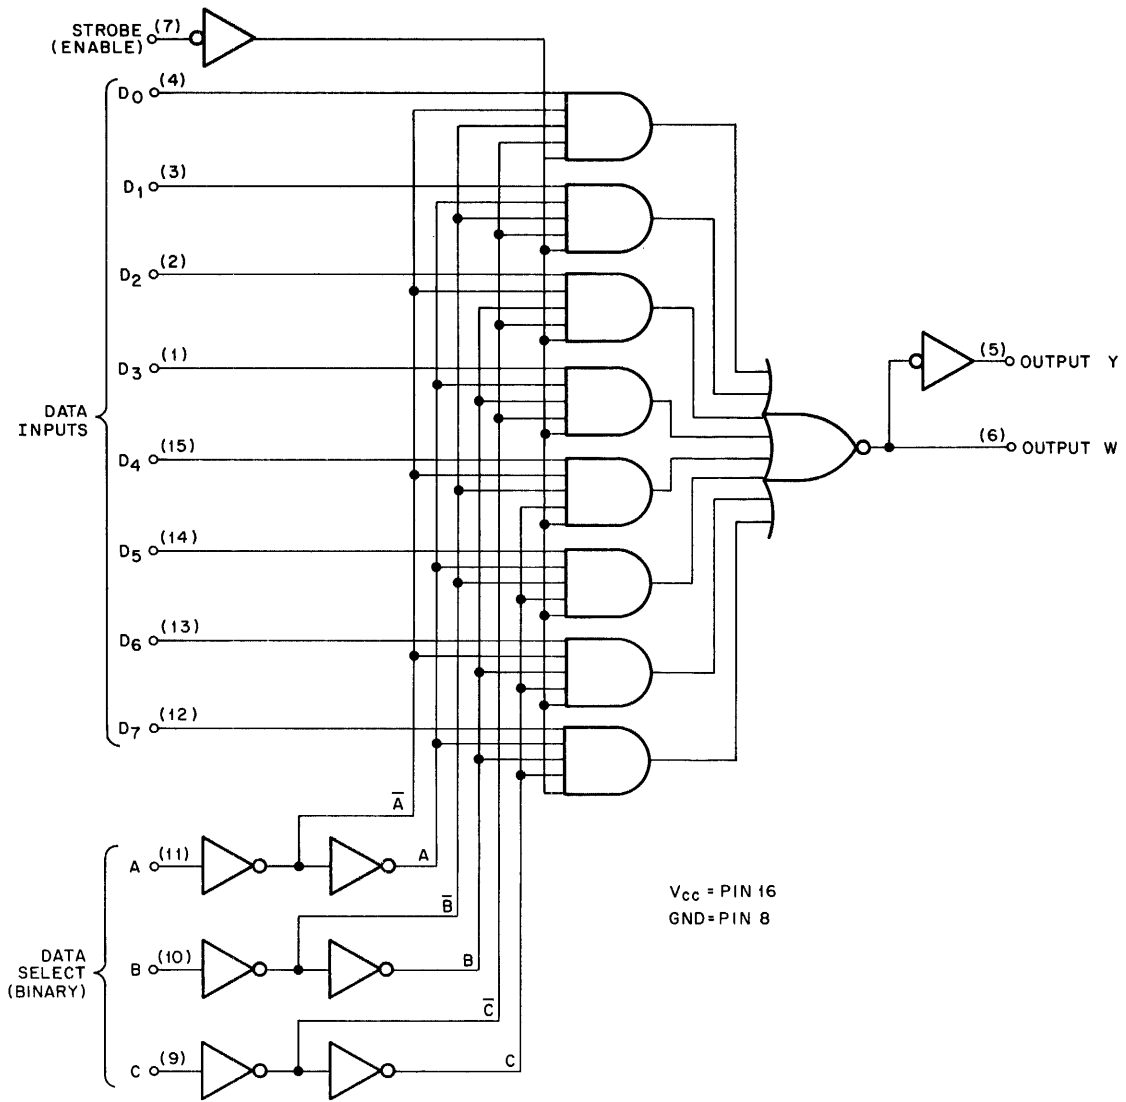 STROBE (7)
(ENABLE)
D0 (4)
D1 (3)
D2 (2)
D3 (1)
DATA
INPUTS
D4 (15)
D5 (14)
D6 (13)
D7 (12)
(5) OUTPUT Y
(6) OUTPUT W
A̅
A (11)
A
B̅
DATA
SELECT
(BINARY)
B (10)
B
C̅
C (9)
C
VCC = PIN 16
GND=PIN 8